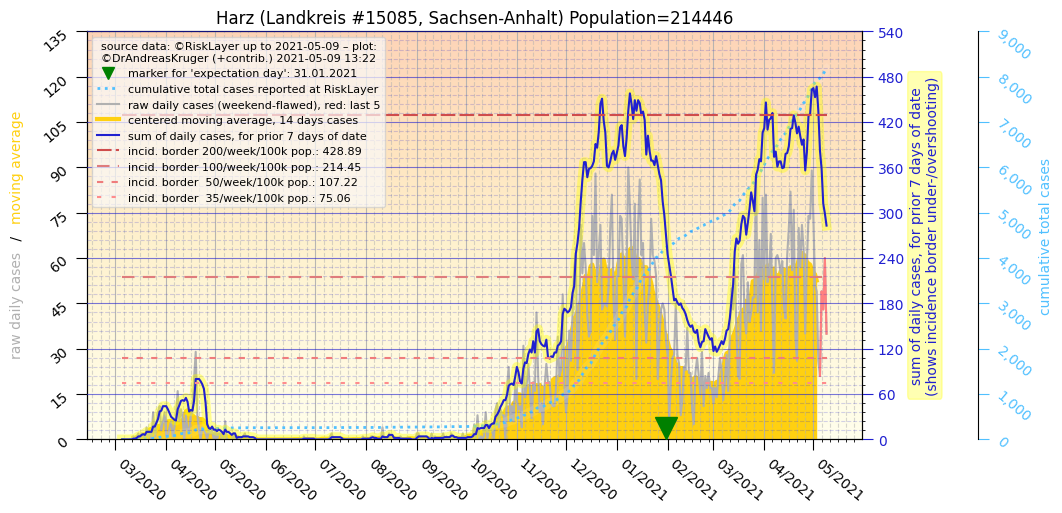 Harz (Landkreis #15085, Sachsen-Anhalt) Population=214446
source data: ©RiskLayer up to 2021-05-09 – plot:
©DrAndreasKruger (+contrib.) 2021-05-09 13:22
marker for 'expectation day': 31.01.2021
cumulative total cases reported at RiskLayer
raw daily cases (weekend-flawed), red: last 5
centered moving average, 14 days cases
sum of daily cases, for prior 7 days of date
incid. border 200/week/100k pop.: 428.89
incid. border 100/week/100k pop.: 214.45
incid. border 50/week/100k pop.: 107.22
incid. border 35/week/100k pop.: 75.06
raw daily cases / moving average
135
120
105
90
75
60
45
30
15
0
03/2020
04/2020
05/2020
06/2020
07/2020
08/2020
09/2020
10/2020
11/2020
12/2020
01/2021
02/2021
03/2021
04/2021
05/2021
540
480
420
360
300
240
180
120
60
0
sum of daily cases, for prior 7 days of date
(shows incidence border under-/overshooting)
9,000
8,000
7,000
6,000
5,000
4,000
3,000
2,000
1,000
0
cumulative total cases